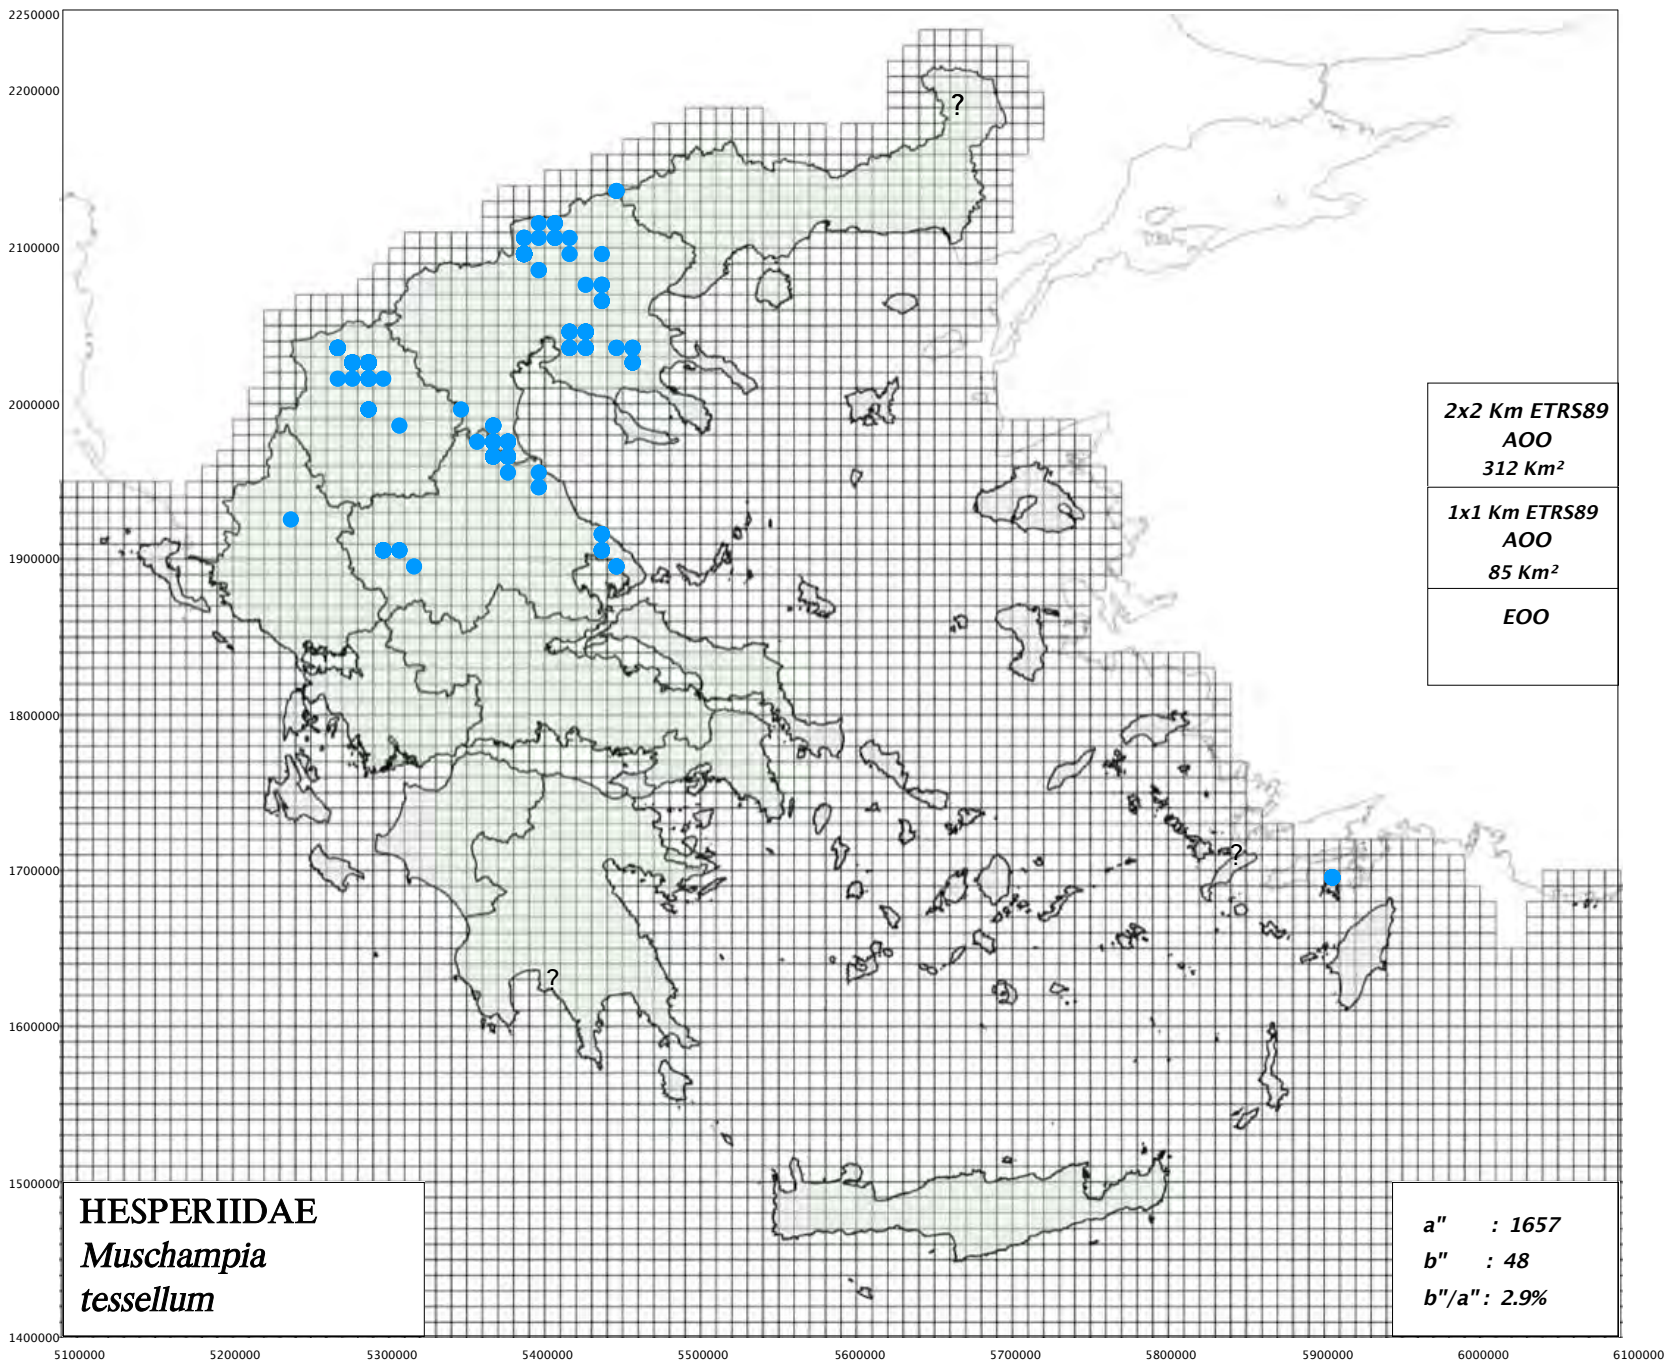 2250000
2200000
?
2100000
2000000
2x2 Km ETRS89
AOO
312 Km²
1x1 Km ETRS89
AOO
85 Km²
EOO
1900000
1800000
?
1700000
?
1600000
1500000
HESPERIIDAE
Muschampia
tessellum
a" : 1657
b" : 48
b"/a" : 2.9%
1400000
5100000 5200000 5300000 5400000 5500000 5600000 5700000 5800000 5900000 6000000 6100000